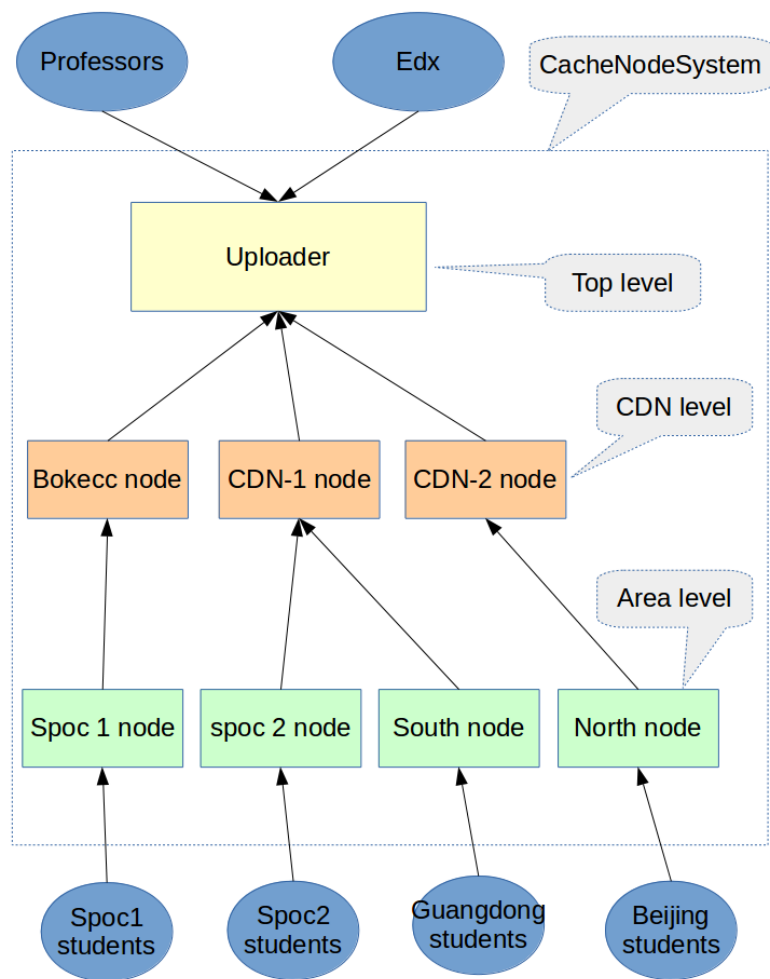 Professors
Edx
CacheNodeSystem
Uploader
Top level
CDN level
Bokecc node
CDN-1 node
CDN-2 node
Area level
Spoc 1 node
spoc 2 node
South node
North node
Spoc1
students
Spoc2
students
Guangdong
students
Beijing
students